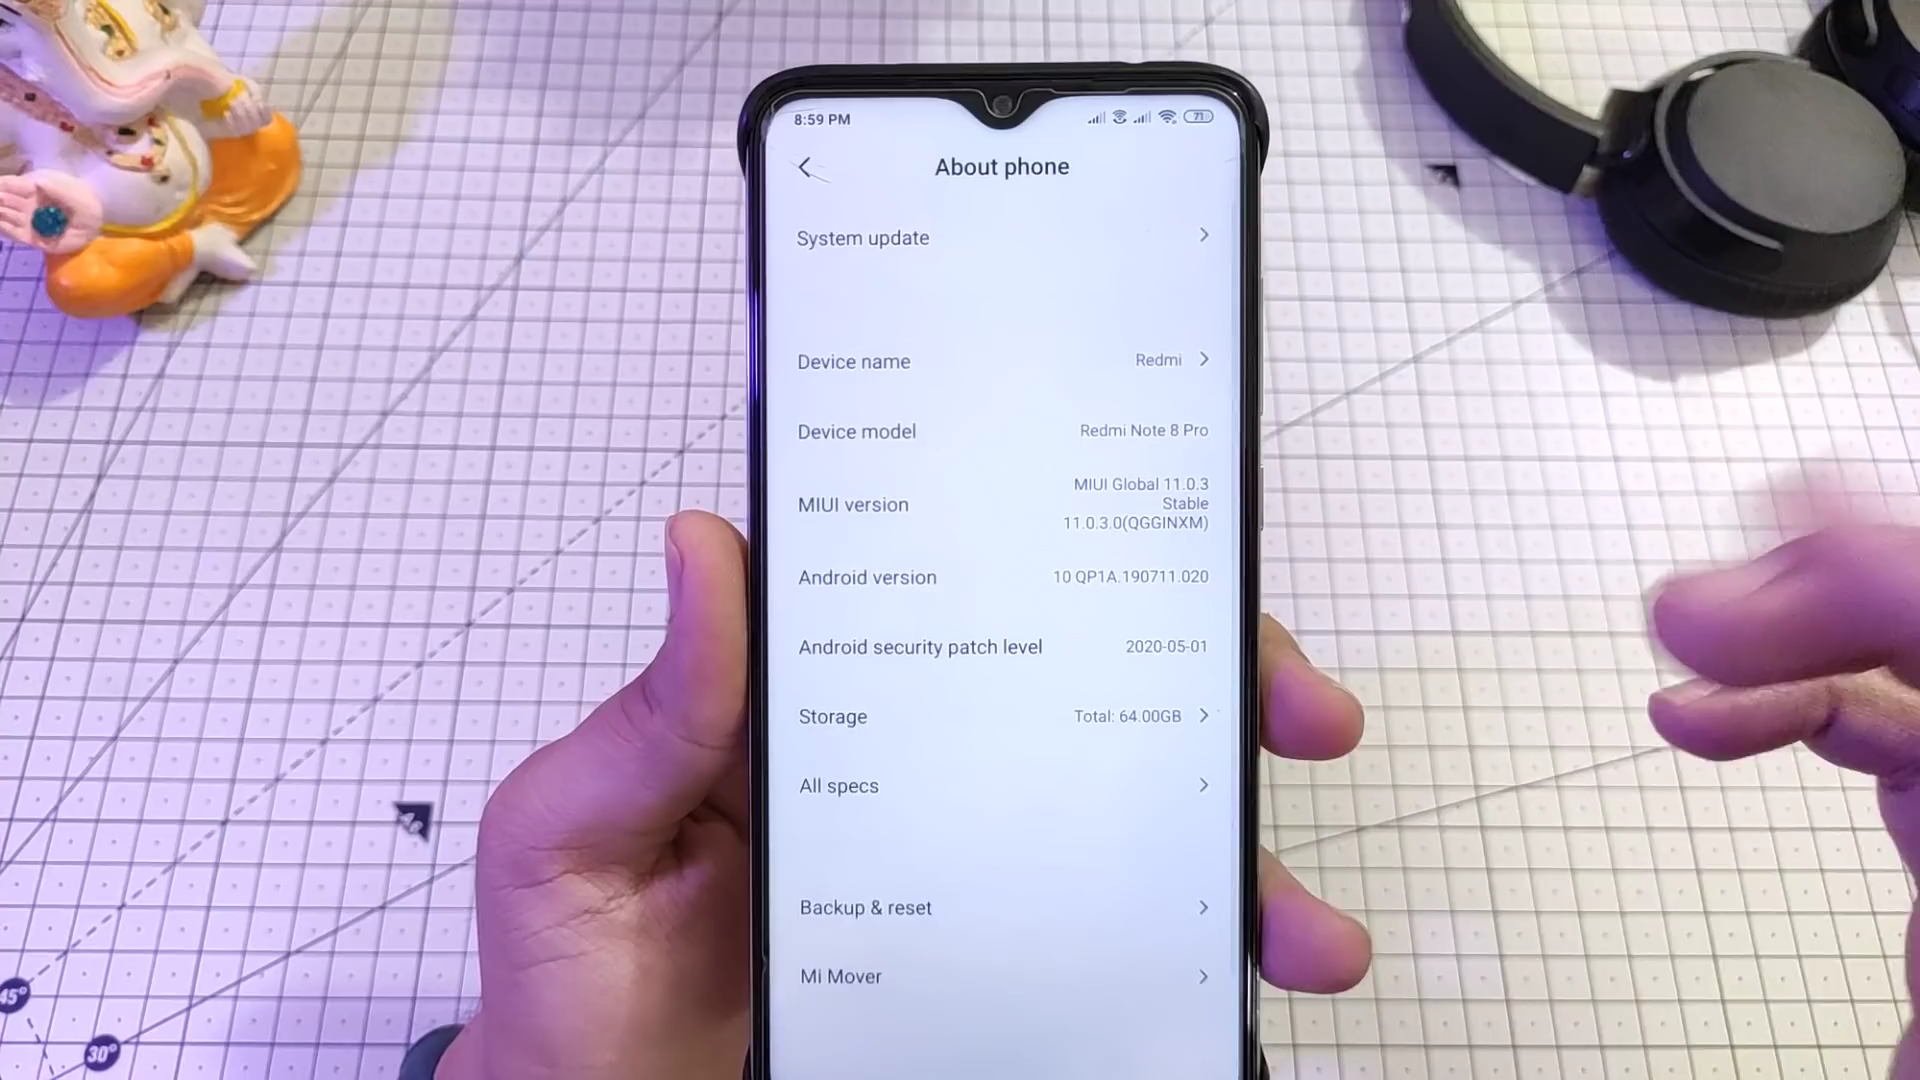 8:59 PM
71
About phone
System update
Device name
Redmi
Device model
Redmi Note 8 Pro
MIUI version
MIUI Global 11.0.3
Stable
11.0.3.0(QGGINXM)
Android version
10 QP1A.190711.020
Android security patch level
2020-05-01
Storage
Total: 64.00GB
All specs
Backup & reset
Mi Mover
45°
30°